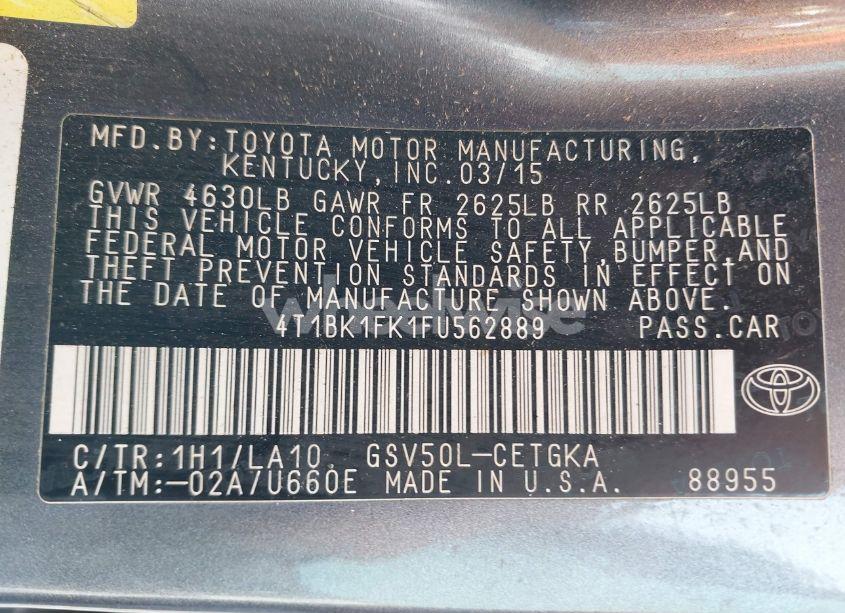 MFD.BY:TOYOTA MOTOR MANUFACTURING,
KENTUCKY,INC.03/15
GVWR 4630LB GAWR FR 2625LB RR 2625LB
THIS VEHICLE CONFORMS TO ALL APPLICABLE
FEDERAL MOTOR VEHICLE SAFETY,BUMPER,AND
THEFT PREVENTION STANDARDS IN EFFECT ON
THE DATE OF MANUFACTURE SHOWN ABOVE.
4T1BK1FK1FU562889 PASS.CAR
C/TR:1H1/LA10 GSV50L-CETGKA
A/TM:-02A/U660E MADE IN U.S.A. 88955